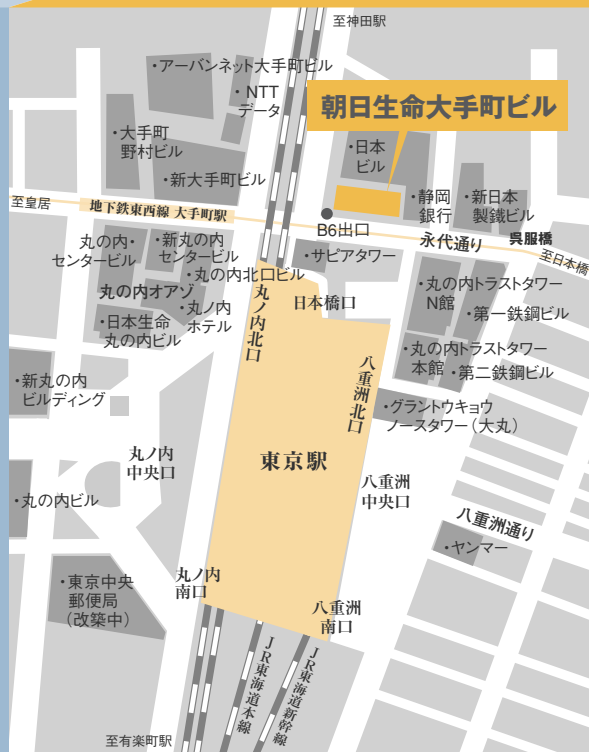 至神田駅
・アーバンネット大手町ビル
・NTT
データ
朝日生命大手町ビル
・大手町
野村ビル
・日本
ビル
・新大手町ビル
・静岡
銀行
・新日本
製鐵ビル
至皇居
地下鉄東西線 大手町駅
B6出口
永代通り
呉服橋
至日本橋
丸の内・
センタービル
・新丸の内
センタービル
・サピアタワー
・丸の内北口ビル
丸の内オアゾ
・丸ノ内
ホテル
・日本生命
丸の内ビル
丸ノ内北口
日本橋口
・丸の内トラストタワー
N館
・第一鉄鋼ビル
・丸の内トラストタワー
本館
・第二鉄鋼ビル
八重洲北口
・新丸の内
ビルディング
・グラントウキョウ
ノースタワー（大丸）
丸ノ内
中央口
東京駅
八重洲
中央口
・丸の内ビル
八重洲通り
・ヤンマー
・東京中央
郵便局
（改築中）
丸ノ内
南口
八重洲
南口
JR東海道本線
JR東海道新幹線
至有楽町駅